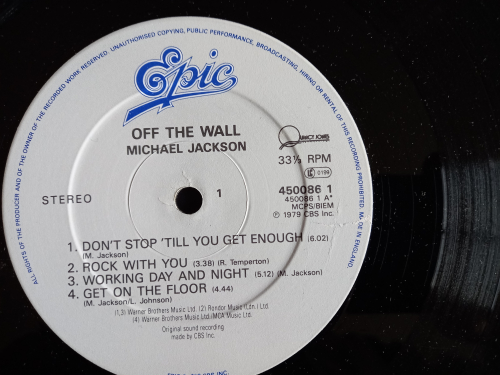 ALL RIGHTS OF THE PRODUCER AND OF THE OWNER OF THE RECORDED WORK RESERVED. UNAUTHORISED COPYING, PUBLIC PERFORMANCE, BROADCASTING, HIRING OR RENTAL OF THIS RECORDING PROHIBITED. MADE IN ENGLAND.
Epic
OFF THE WALL
MICHAEL JACKSON
QUINCY JONES
33⅓ RPM
0199
STEREO
1
450086 1
450086 1 A*
MCPS/BIEM
℗ 1979 CBS Inc.
1. DON'T STOP 'TILL YOU GET ENOUGH (6.02)
(M. Jackson)
2. ROCK WITH YOU (3.38) (R. Temperton)
3. WORKING DAY AND NIGHT (5.12) (M. Jackson)
4. GET ON THE FLOOR (4.44)
(M. Jackson/L. Johnson)
(1,3) Warner Brothers Music Ltd. (2) Rondor Music (Ldn.) Ltd.
(4) Warner Brothers Music Ltd./MCA Music Ltd.
Original sound recording
made by CBS Inc.